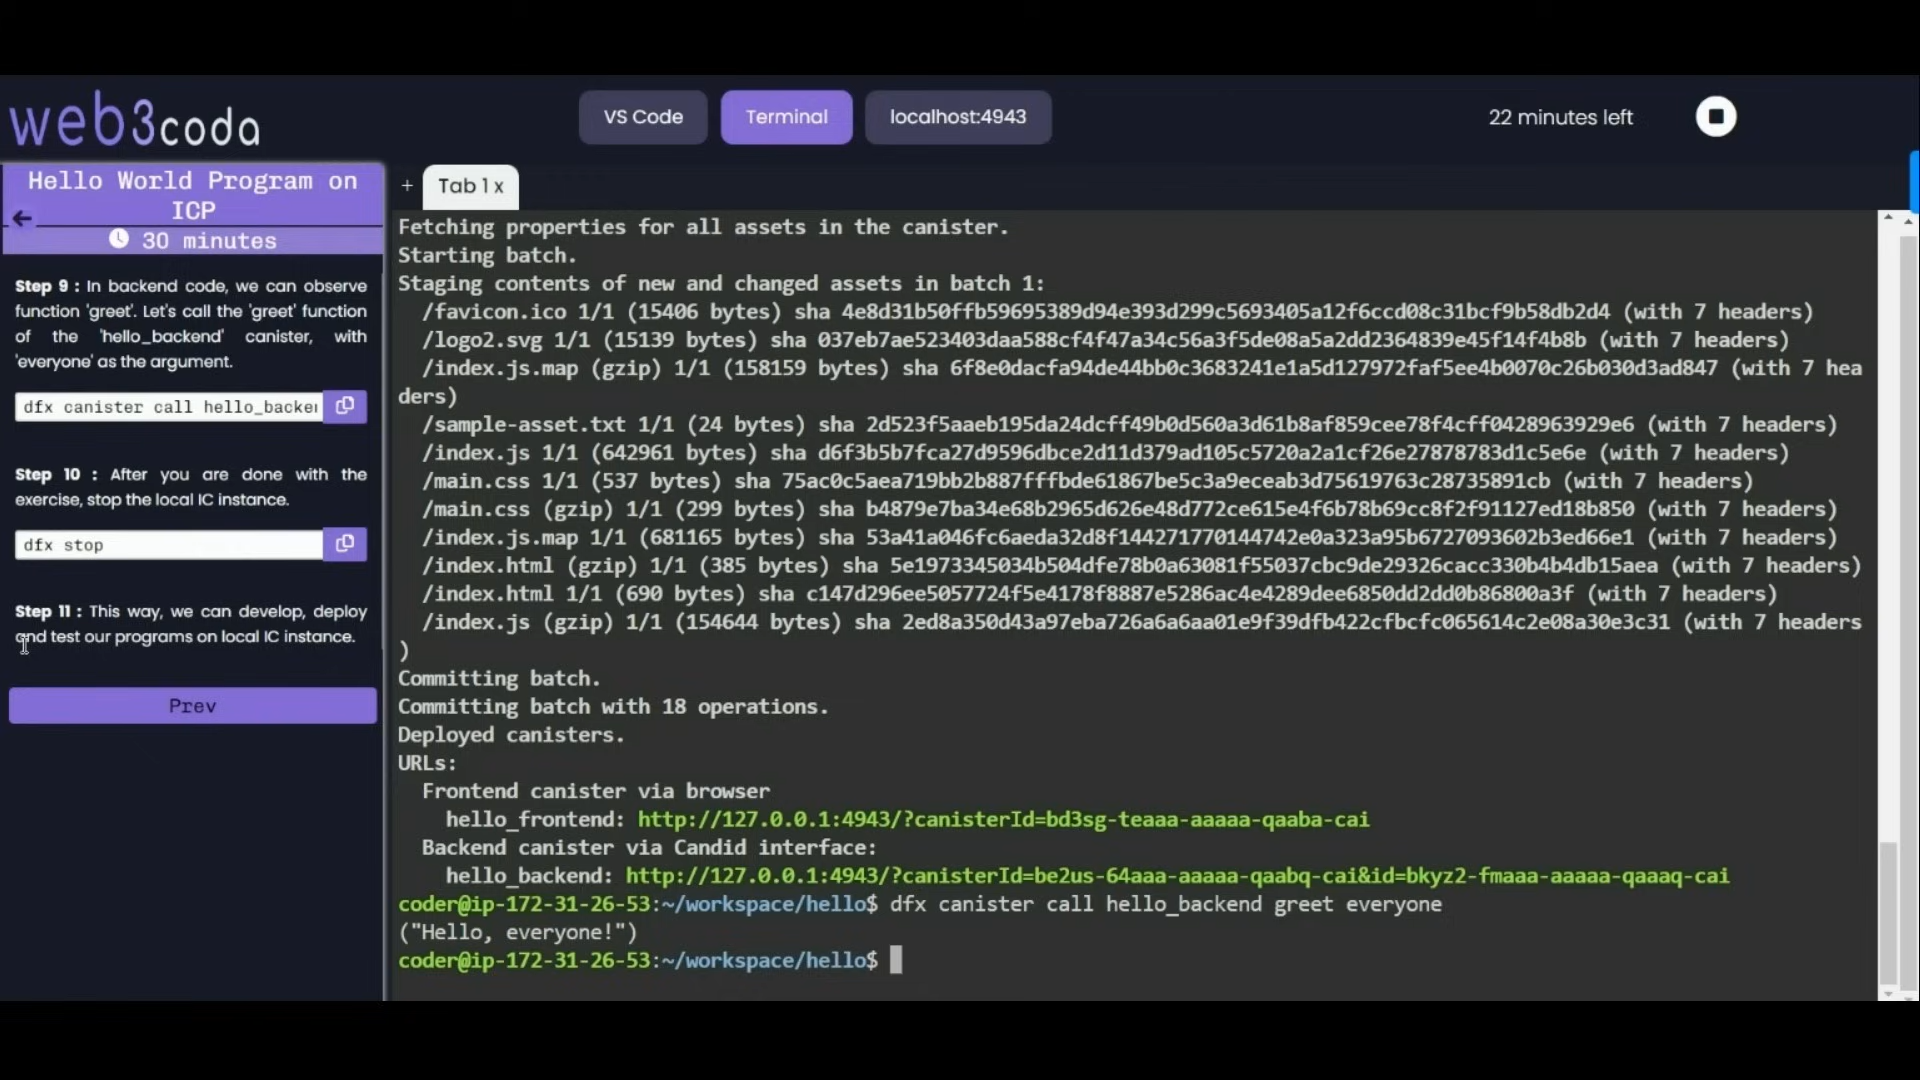 web3coda
VS Code
Terminal
localhost:4943
22 minutes left
Hello World Program on
ICP
30 minutes
Step 9 : In backend code, we can observe
function 'greet'. Let's call the 'greet' function
of the 'hello_backend' canister, with
'everyone' as the argument.
dfx canister call hello_backe
Step 10 : After you are done with the
exercise, stop the local IC instance.
dfx stop
Step 11 : This way, we can develop, deploy
and test our programs on local IC instance.
Prev
+ Tab 1 x
Fetching properties for all assets in the canister.
Starting batch.
Staging contents of new and changed assets in batch 1:
/favicon.ico 1/1 (15406 bytes) sha 4e8d31b50ffb59695389d94e393d299c5693405a12f6ccd08c31bcf9b58db2d4 (with 7 headers)
/logo2.svg 1/1 (15139 bytes) sha 037eb7ae523403daa588cf4f47a34c56a3f5de08a5a2dd2364839e45f14f4b8b (with 7 headers)
/index.js.map (gzip) 1/1 (158159 bytes) sha 6f8e0dacfa94de44bb0c3683241e1a5d127972faf5ee4b0070c26b030d3ad847 (with 7 hea
ders)
/sample-asset.txt 1/1 (24 bytes) sha 2d523f5aaeb195da24dcff49b0d560a3d61b8af859cee78f4cff0428963929e6 (with 7 headers)
/index.js 1/1 (642961 bytes) sha d6f3b5b7fca27d9596dbce2d11d379ad105c5720a2a1cf26e27878783d1c5e6e (with 7 headers)
/main.css 1/1 (537 bytes) sha 75ac0c5aea719bb2b887fffbde61867be5c3a9eceab3d75619763c28735891cb (with 7 headers)
/main.css (gzip) 1/1 (299 bytes) sha b4879e7ba34e68b2965d626e48d772ce615e4f6b78b69cc8f2f91127ed18b850 (with 7 headers)
/index.js.map 1/1 (681165 bytes) sha 53a41a046fc6aeda32d8f144271770144742e0a323a95b6727093602b3ed66e1 (with 7 headers)
/index.html (gzip) 1/1 (385 bytes) sha 5e1973345034b504dfe78b0a63081f55037cbc9de29326cacc330b4b4db15aea (with 7 headers)
/index.html 1/1 (690 bytes) sha c147d296ee5057724f5e4178f8887e5286ac4e4289dee6850dd2dd0b86800a3f (with 7 headers)
/index.js (gzip) 1/1 (154644 bytes) sha 2ed8a350d43a97eba726a6a6aa01e9f39dfb422cfbcfc065614c2e08a30e3c31 (with 7 headers
)
Committing batch.
Committing batch with 18 operations.
Deployed canisters.
URLs:
Frontend canister via browser
hello_frontend: http://127.0.0.1:4943/?canisterId=bd3sg-teaaa-aaaaa-qaaba-cai
Backend canister via Candid interface:
hello_backend: http://127.0.0.1:4943/?canisterId=be2us-64aaa-aaaaa-qaabq-cai&id=bkyz2-fmaaa-aaaaa-qaaaq-cai
coder@ip-172-31-26-53:~/workspace/hello$ dfx canister call hello_backend greet everyone
("Hello, everyone!")
coder@ip-172-31-26-53:~/workspace/hello$